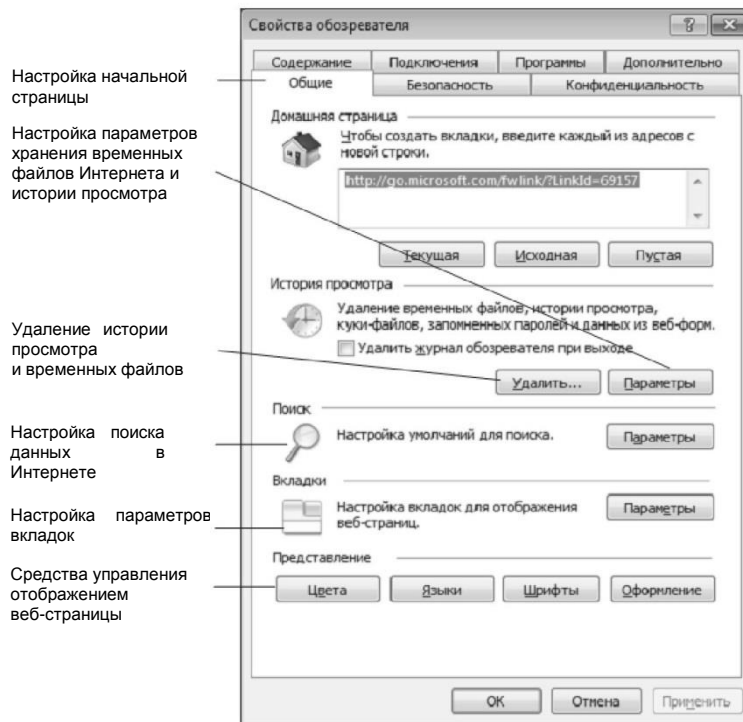 Свойства обозревателя
Содержание Подключения Программы Дополнительно
Общие Безопасность Конфиденциальность
Настройка начальной
страницы
Настройка параметров
хранения временных
файлов Интернета и
истории просмотра
Удаление истории
просмотра
и временных файлов
Настройка поиска
данных в
Интернете
Настройка параметров
вкладок
Средства управления
отображением
веб-страницы
Домашняя страница
Чтобы создать вкладки, введите каждый из адресов с
новой строки.
http://go.microsoft.com/fwlink/?LinkId=69157
Текущая Исходная Пустая
История просмотра
Удаление временных файлов, истории просмотра,
куки-файлов, запомненных паролей и данных из веб-форм.
Удалить журнал обозревателя при выходе
Удалить... Параметры
Поиск
Настройка умолчаний для поиска.
Параметры
Вкладки
Настройка вкладок для отображения
веб-страниц.
Параметры
Представление
Цвета Языки Шрифты Оформление
ОК Отмена Применить